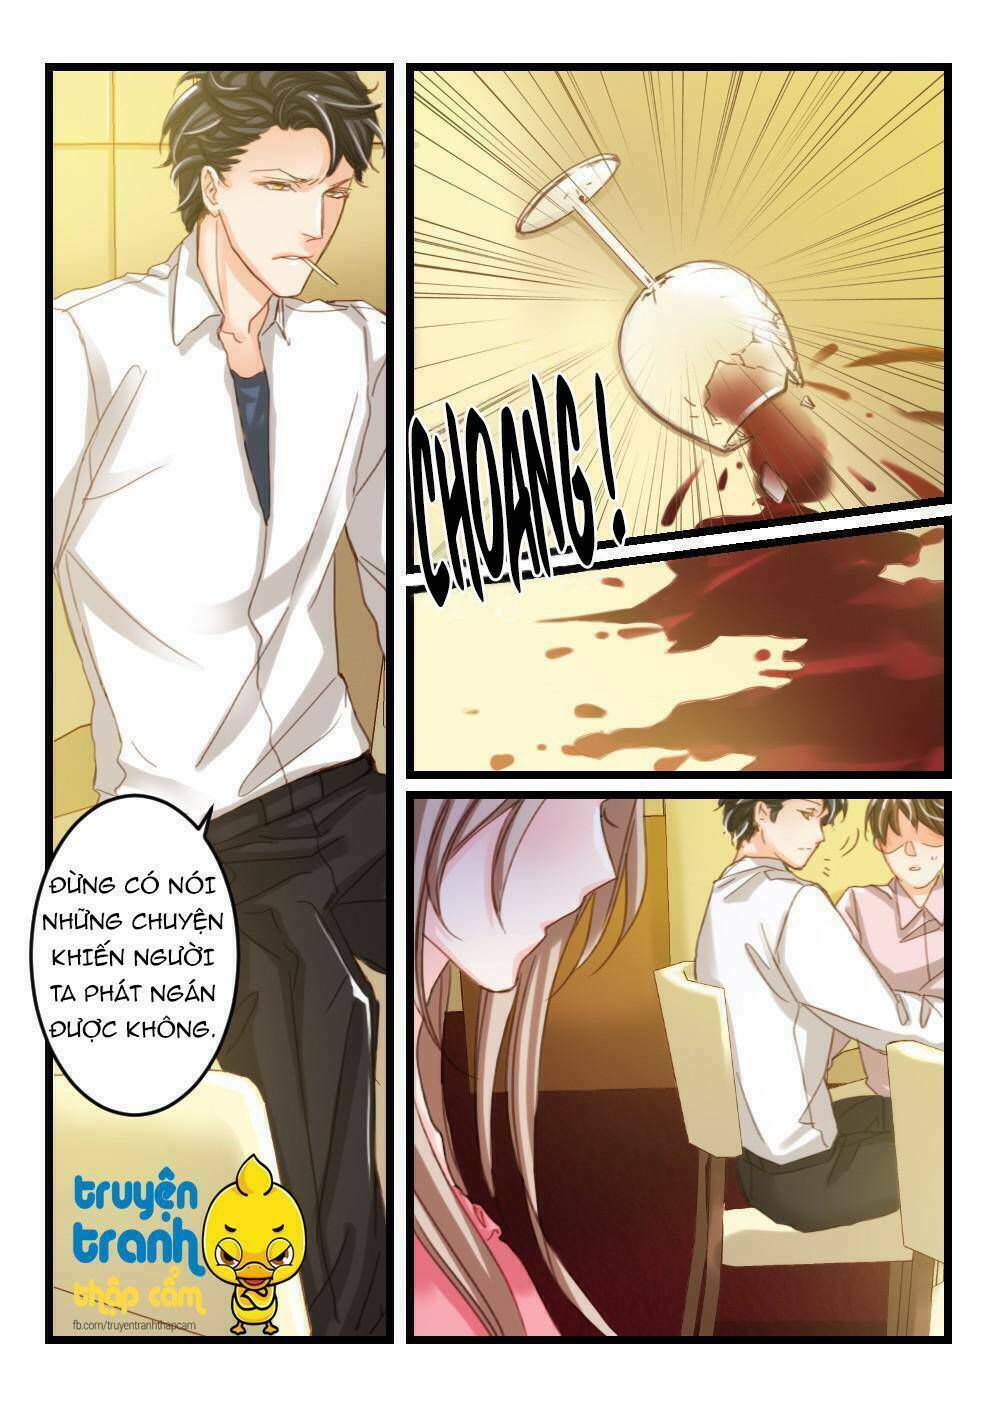 CHOANG!
ĐỪNG CÓ NÓI
NHỮNG CHUYỆN
KHIẾN NGƯỜI
TA PHÁT NGÁN
ĐƯỢC KHÔNG.
truyện
tranh
thập cẩm
fb.com/truyentranhthapcam